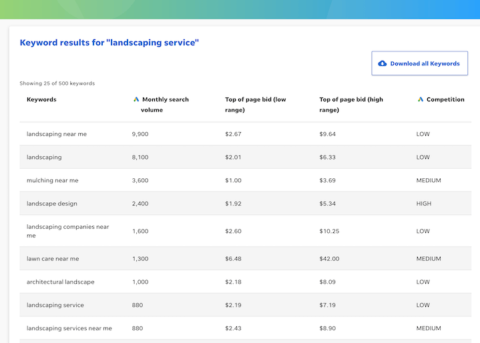 Keyword results for "landscaping service"
Download all Keywords
Showing 25 of 500 keywords
Keywords Monthly search volume Top of page bid (low range) Top of page bid (high range) Competition
landscaping near me 9,900 $2.67 $9.64 LOW
landscaping 8,100 $2.01 $6.33 LOW
mulching near me 3,600 $1.00 $3.69 MEDIUM
landscape design 2,400 $1.92 $5.34 HIGH
landscaping companies near me 1,600 $2.60 $10.25 LOW
lawn care near me 1,300 $6.48 $42.00 MEDIUM
architectural landscape 1,000 $2.18 $8.09 LOW
landscaping service 880 $2.19 $7.19 LOW
landscaping services near me 880 $2.43 $8.90 MEDIUM